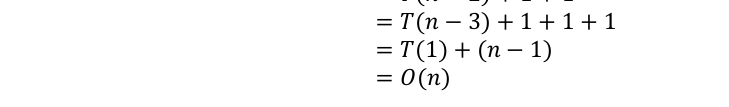 = T(n − 3) + 1 + 1 + 1
= T(1) + (n − 1)
= O(n)